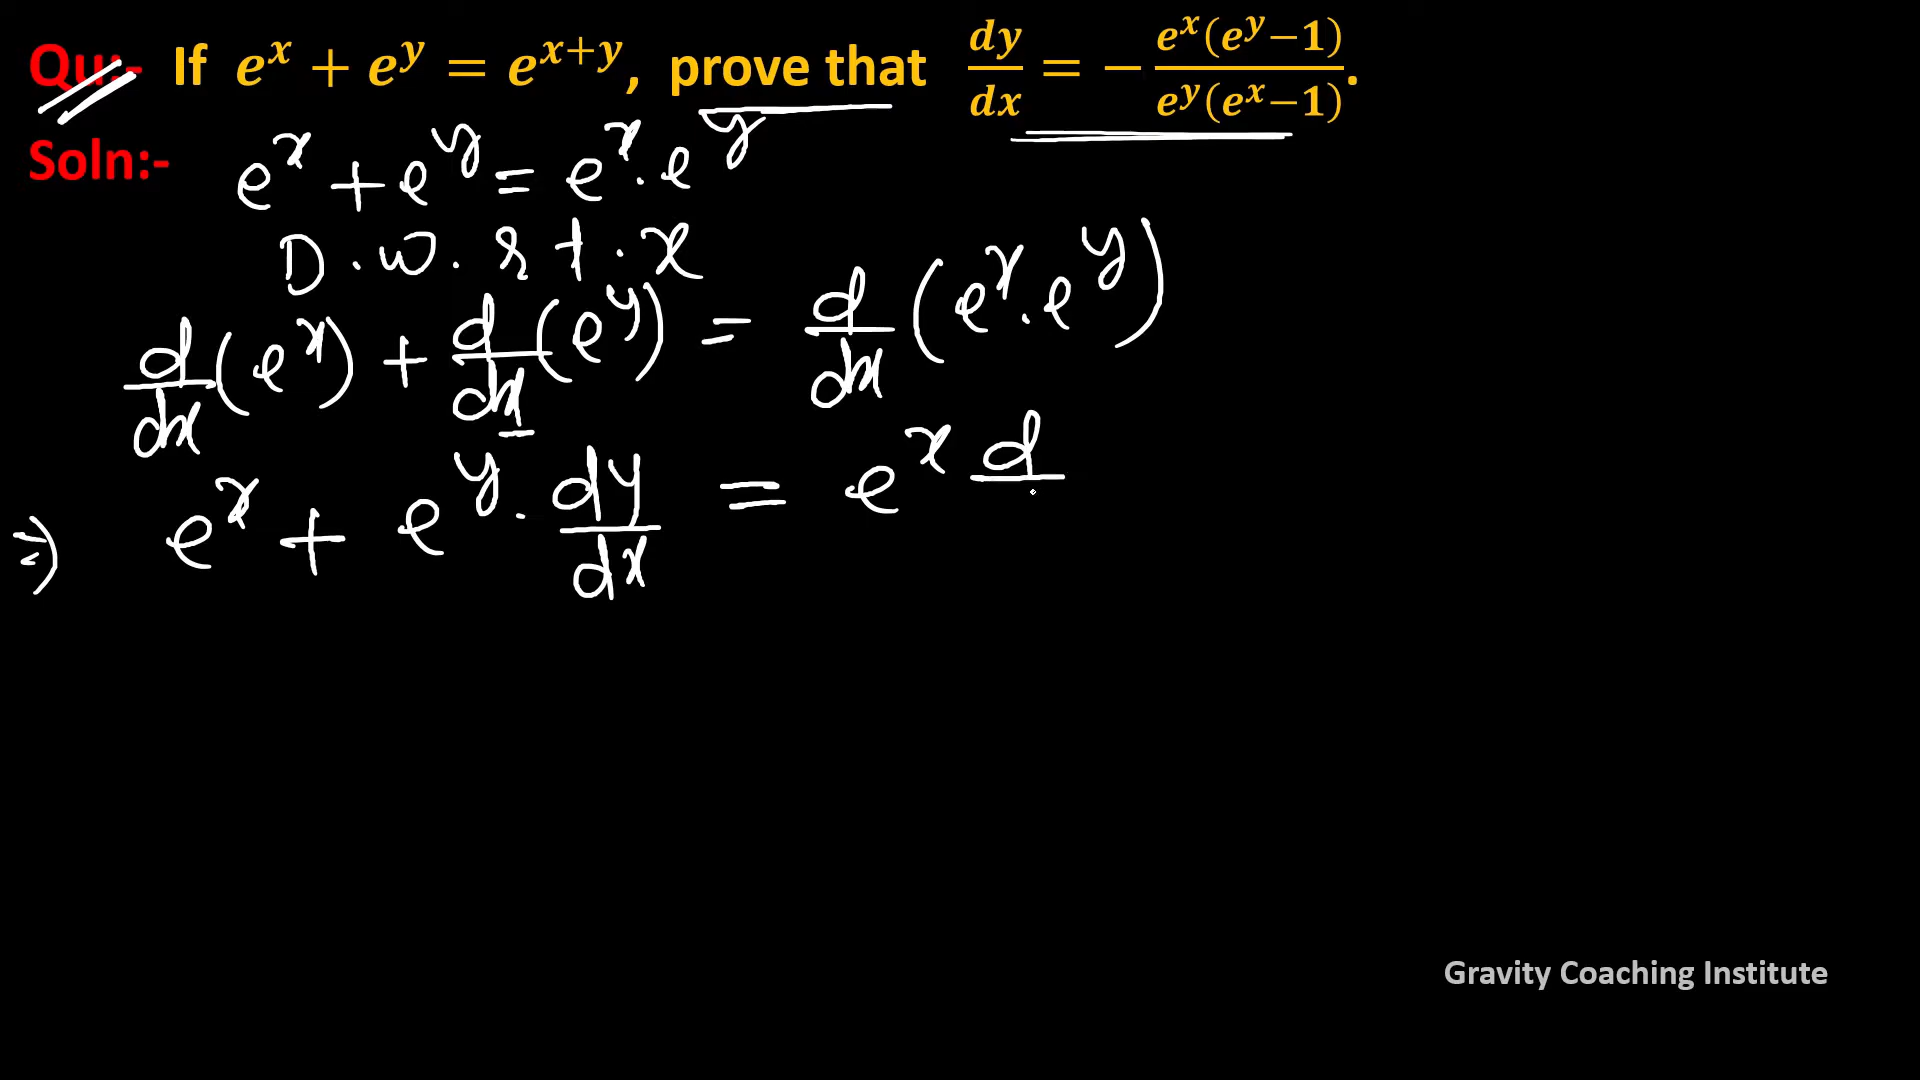 Qu:- If e^x + e^y = e^{x+y}, prove that dy/dx = − e^x(e^y−1) / e^y(e^x−1).
Soln:- e^x + e^y = e^x . e^y
D . w . r t . x
d/dx (e^x) + d/dx (e^y) = d/dx (e^x . e^y)
⇒ e^x + e^y . dy/dx = e^x d
Gravity Coaching Institute